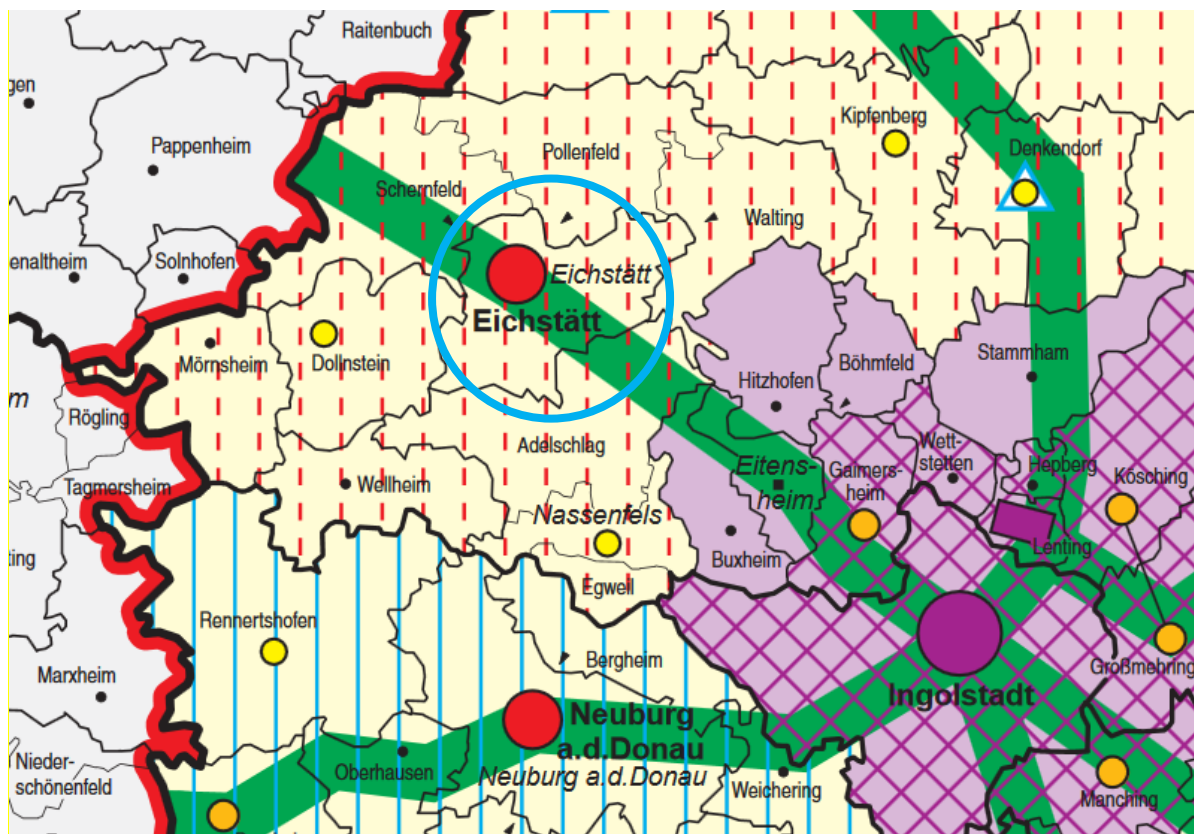 Raitenbuch
gen
Pappenheim
Kipfenberg
Denkendorf
Pollenfeld
Schernfeld
Walting
enaltheim
Solnhofen
Eichstätt
Eichstätt
Mörnsheim
Dollnstein
Böhmfeld
Stammham
Hitzhofen
m
Rögling
Adelschlag
Wett-
stetten
Eitens-
heim
Gaimers-
heim
Hepberg
Kösching
Tagmersheim
Wellheim
Nassenfels
Lenting
ting
Buxheim
Egweil
Rennertshofen
Bergheim
Großmehring
Marxheim
Ingolstadt
Neuburg
a.d.Donau
Neuburg a.d.Donau
Nieder-
schönenfeld
Oberhausen
Weichering
Manching